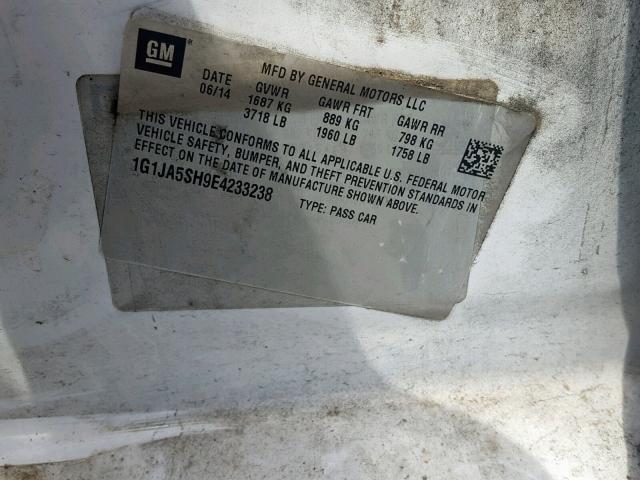 GM
MFD BY GENERAL MOTORS LLC
DATE GVWR GAWR FRT GAWR RR
06/14 1687 KG 889 KG 798 KG
3718 LB 1960 LB 1758 LB
THIS VEHICLE CONFORMS TO ALL APPLICABLE U.S. FEDERAL MOTOR
VEHICLE SAFETY, BUMPER, AND THEFT PREVENTION STANDARDS IN
EFFECT ON THE DATE OF MANUFACTURE SHOWN ABOVE.
1G1JA5SH9E4233238 TYPE: PASS CAR